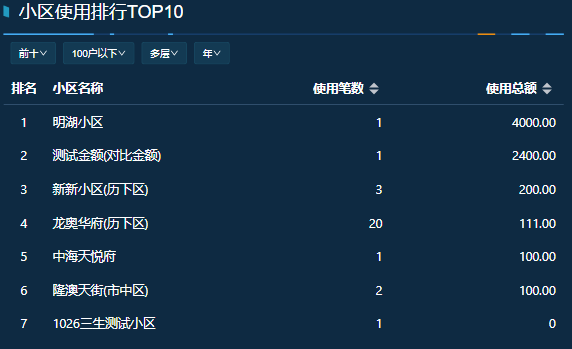 小区使用排行TOP10
前十 100户以下 多层 年
排名 小区名称 使用笔数 使用总额
1 明湖小区 1 4000.00
2 测试金额(对比金额) 1 2400.00
3 新新小区(历下区) 3 200.00
4 龙奥华府(历下区) 20 111.00
5 中海天悦府 1 100.00
6 隆澳天街(市中区) 2 100.00
7 1026三生测试小区 1 0